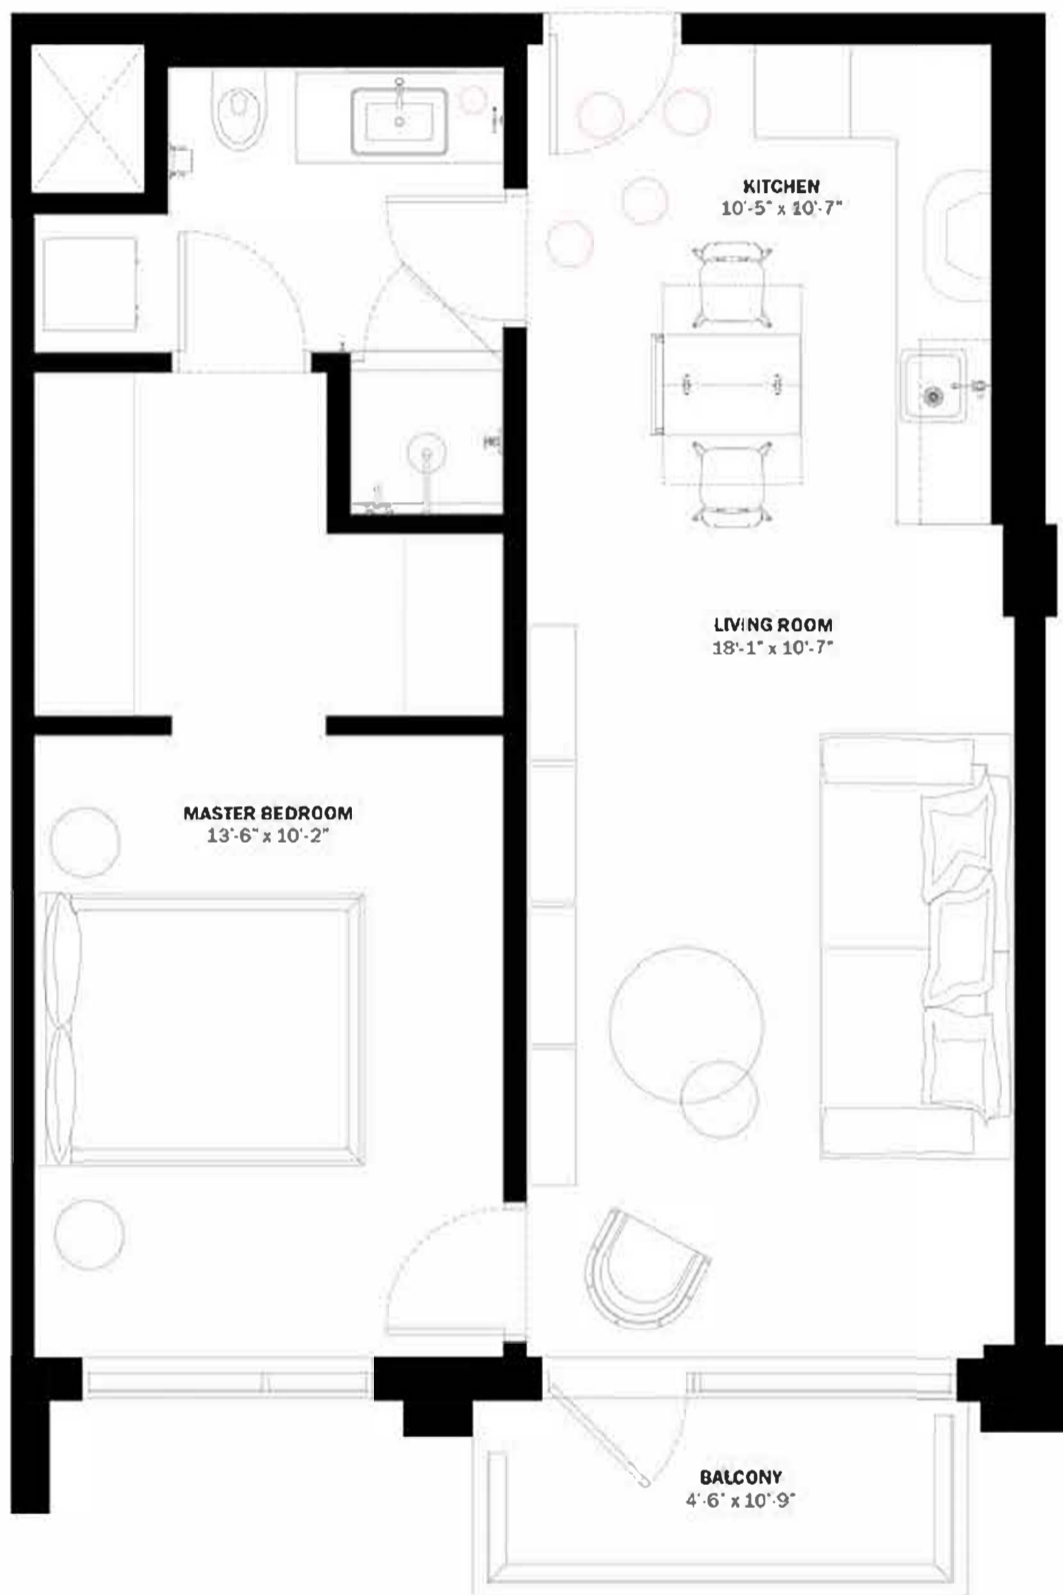 KITCHEN
10'-5" x 10'-7"
LIVING ROOM
18'-1" x 10'-7"
MASTER BEDROOM
13'-6" x 10'-2"
BALCONY
4'-6" x 10'-9"